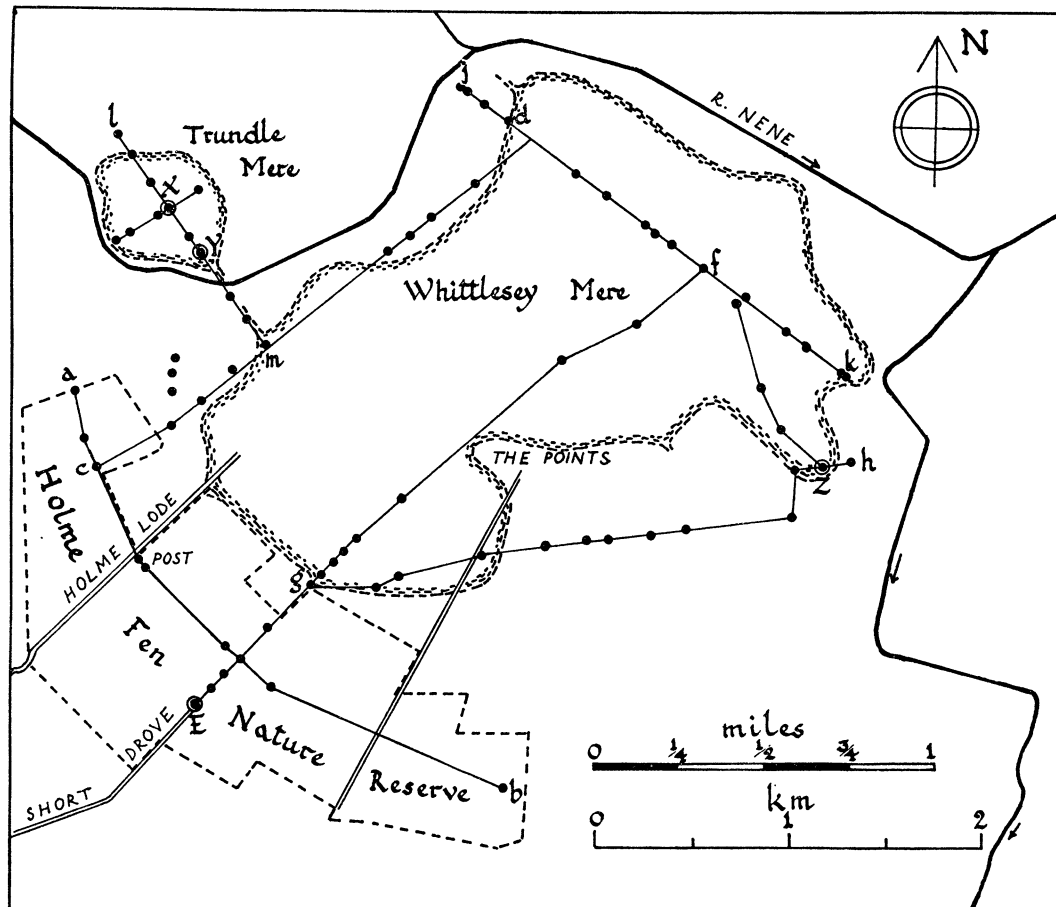 N
j
R. NENE
d
l
Trundle
Mere
X
Y
f
Whittlesey Mere
m
k
a
c
THE POINTS
h
Z
Holme
HOLME LODE
POST
g
Fen
E
Nature
Reserve
b
SHORT DROVE
miles
0 1/4 1/2 3/4 1
km
0 1 2